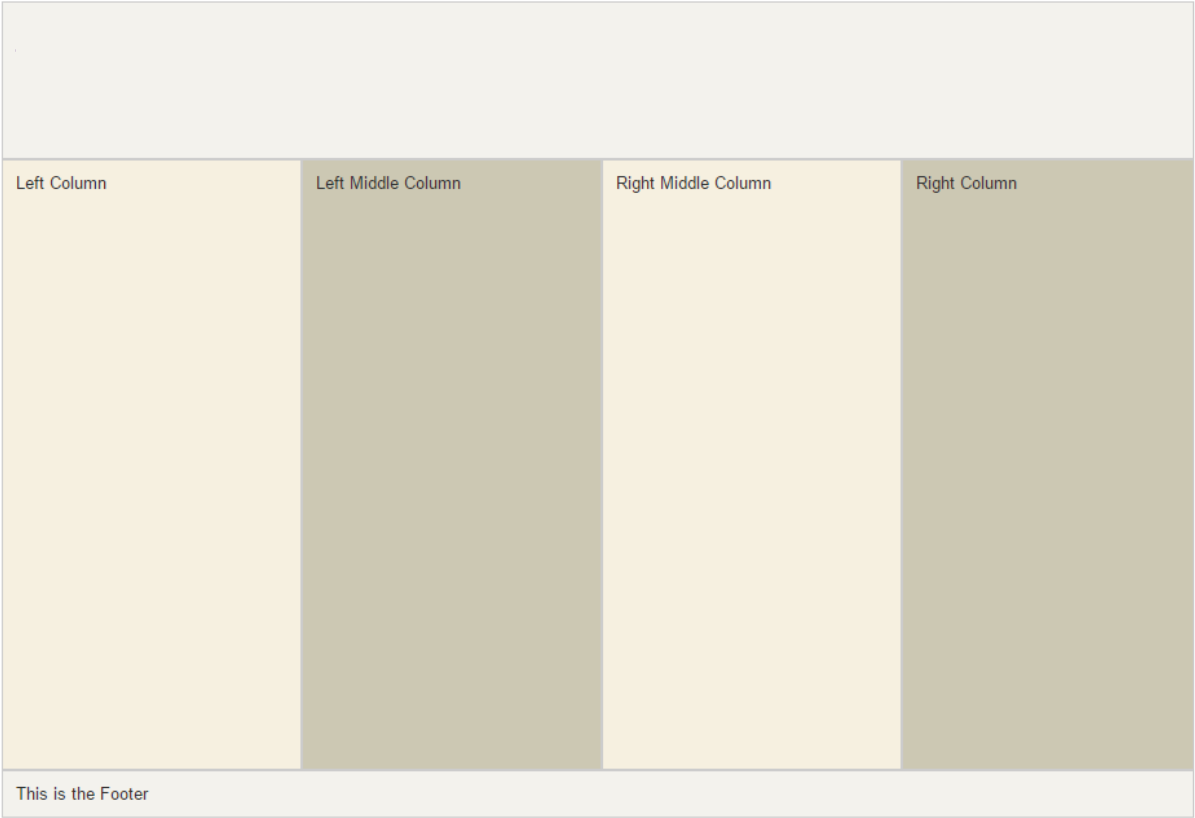 Left Column
Left Middle Column
Right Middle Column
Right Column
This is the Footer